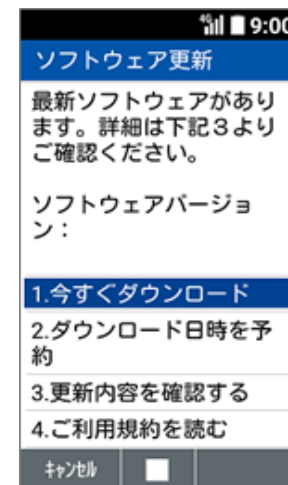 9:00
ソフトウェア更新
最新ソフトウェアがあり
ます。詳細は下記３より
ご確認ください。
ソフトウェアバージョ
ン：
1.今すぐダウンロード
2.ダウンロード日時を予
約
3.更新内容を確認する
4.ご利用規約を読む
ｷｬﾝｾﾙ